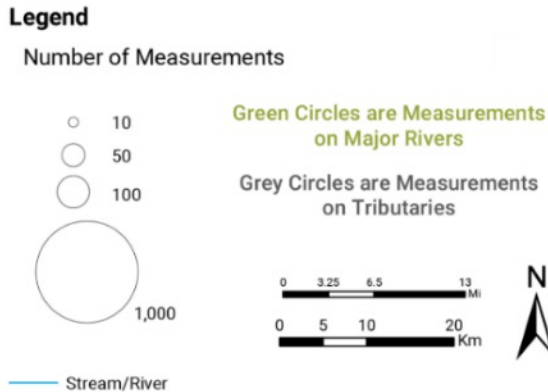 Legend
Number of Measurements
10
50
100
1,000
Green Circles are Measurements
on Major Rivers
Grey Circles are Measurements
on Tributaries
0 3.25 6.5 13
Mi
0 5 10 20
Km
N
Stream/River